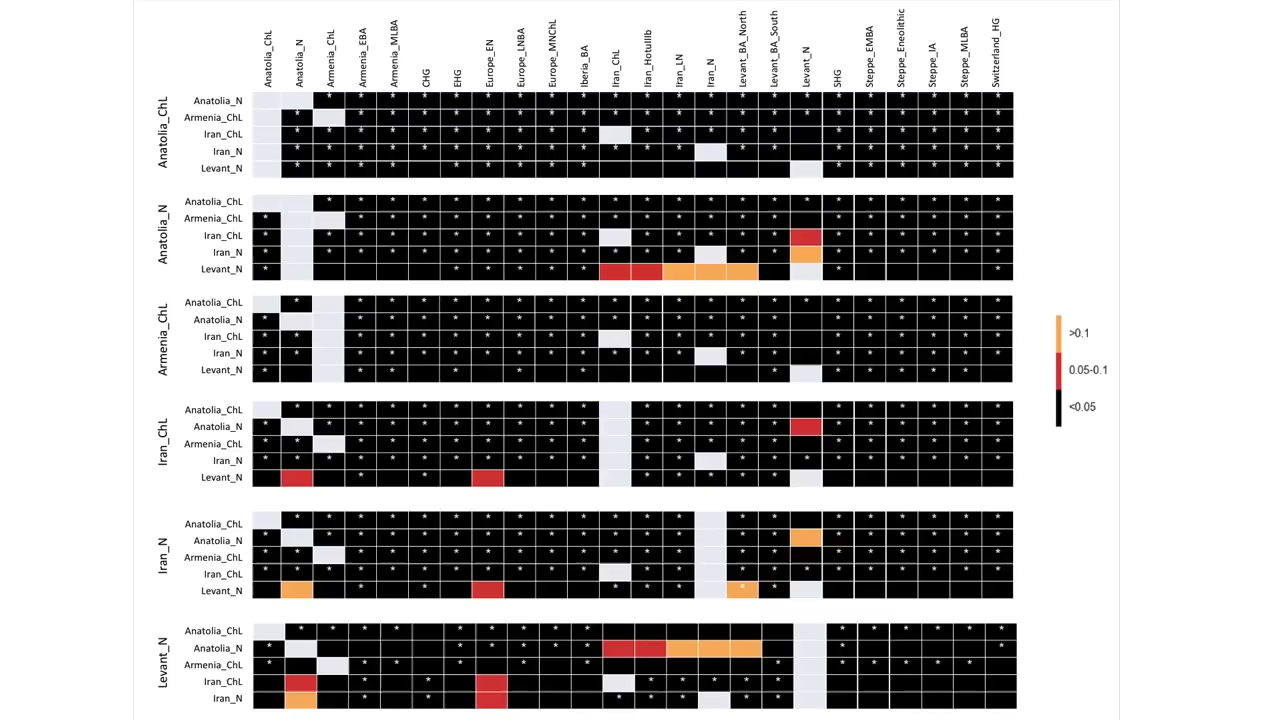 Anatolia_ChL
Anatolia_N
Armenia_ChL
Armenia_EBA
Armenia_MLBA
CHG
EHG
Europe_EN
Europe_LNBA
Europe_MNChL
Iberia_BA
Iran_ChL
Iran_HotuIIIb
Iran_LN
Iran_N
Levant_BA_North
Levant_BA_South
Levant_N
SHG
Steppe_EMBA
Steppe_Eneolithic
Steppe_IA
Steppe_MLBA
Switzerland_HG
Anatolia_ChL
Anatolia_N
Armenia_ChL
Iran_ChL
Iran_N
Levant_N
Anatolia_N
Anatolia_ChL
Armenia_ChL
Iran_ChL
Iran_N
Levant_N
Armenia_ChL
Anatolia_ChL
Anatolia_N
Iran_ChL
Iran_N
Levant_N
Iran_ChL
Anatolia_ChL
Anatolia_N
Armenia_ChL
Iran_N
Levant_N
Iran_N
Anatolia_ChL
Anatolia_N
Armenia_ChL
Iran_ChL
Levant_N
Levant_N
Anatolia_ChL
Anatolia_N
Armenia_ChL
Iran_ChL
Iran_N
>0.1
0.05-0.1
<0.05